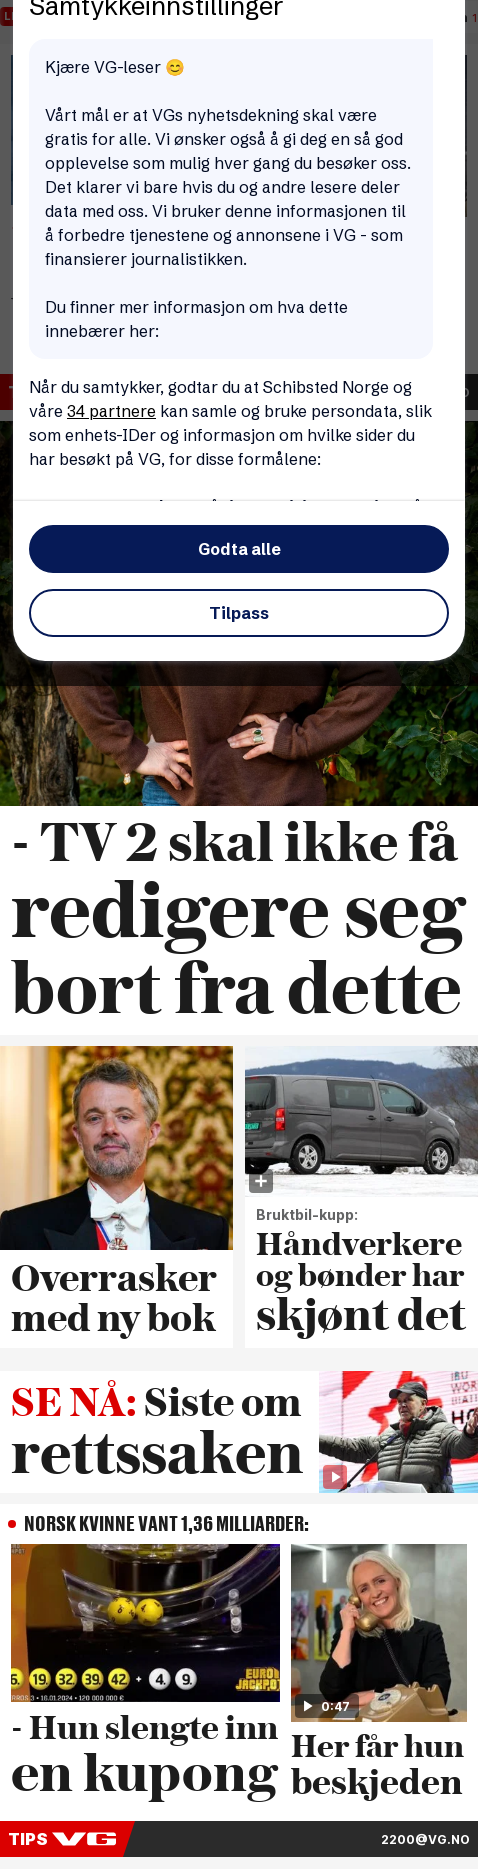 Samtykkeinnstillinger
Kjære VG-leser 😊
Vårt mål er at VGs nyhetsdekning skal være
gratis for alle. Vi ønsker også å gi deg en så god
opplevelse som mulig hver gang du besøker oss.
Det klarer vi bare hvis du og andre lesere deler
data med oss. Vi bruker denne informasjonen til
å forbedre tjenestene og annonsene i VG - som
finansierer journalistikken.
Du finner mer informasjon om hva dette
innebærer her:
Når du samtykker, godtar du at Schibsted Norge og
våre 34 partnere kan samle og bruke persondata, slik
som enhets-IDer og informasjon om hvilke sider du
har besøkt på VG, for disse formålene:
Godta alle
Tilpass
- TV 2 skal ikke få
redigere seg
bort fra dette
Overrasker
med ny bok
Bruktbil-kupp:
Håndverkere
og bønder har
skjønt det
SE NÅ: Siste om
rettssaken
NORSK KVINNE VANT 1,36 MILLIARDER:
19 32 39 42 + 4 9
16.01.2024 • 120 000 000 €
EURO
JACKPOT
- Hun slengte inn
en kupong
0:47
Her får hun
beskjeden
TIPS VG
2200@VG.NO